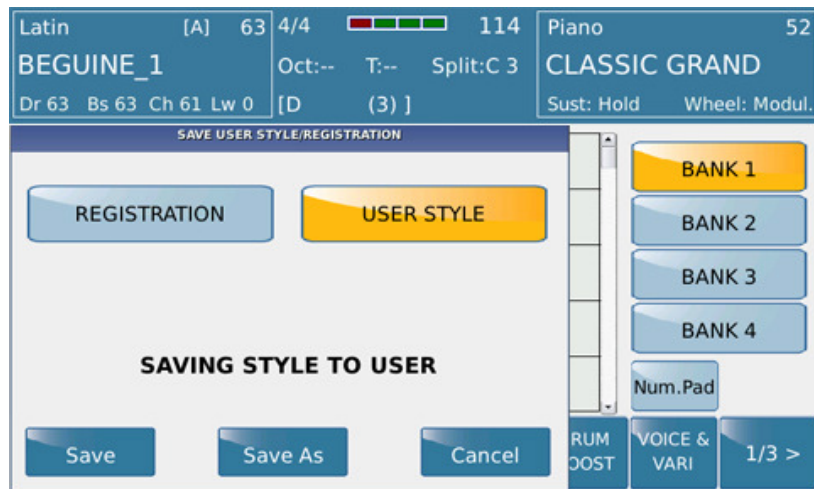 Latin [A] 63 4/4 114 Piano 52
BEGUINE_1 Oct:-- T:-- Split:C 3 CLASSIC GRAND
Dr 63 Bs 63 Ch 61 Lw 0 [D (3) ] Sust: Hold Wheel: Modul.
SAVE USER STYLE/REGISTRATION
REGISTRATION USER STYLE
SAVING STYLE TO USER
Save Save As Cancel
BANK 1
BANK 2
BANK 3
BANK 4
Num.Pad
RUM
OOST
VOICE &
VARI
1/3 >